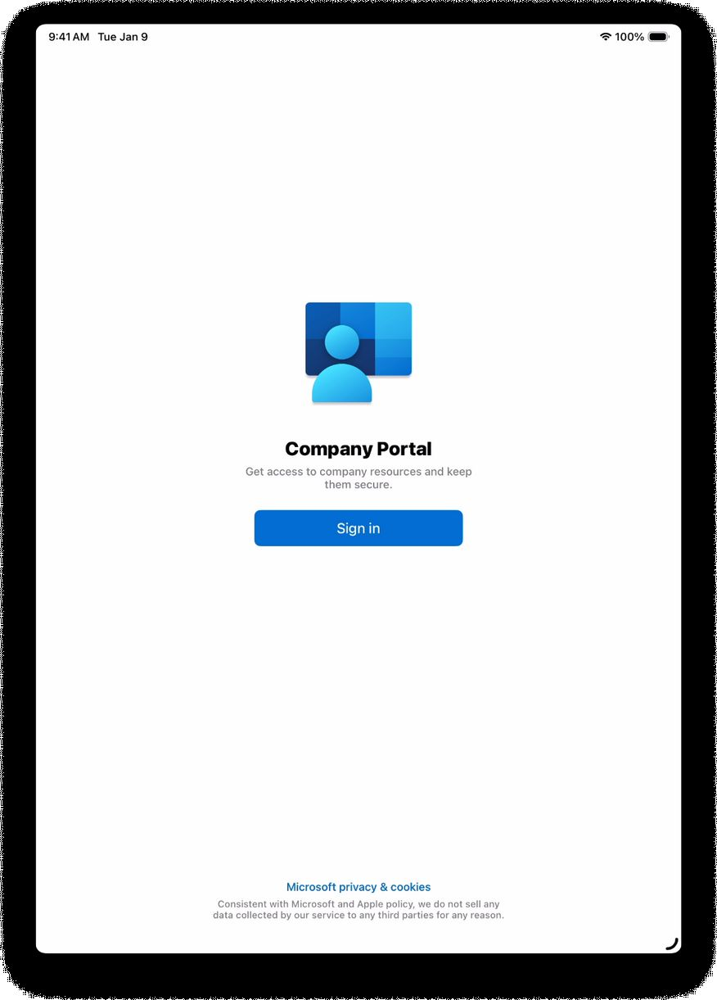 9:41 AM Tue Jan 9 100%
Company Portal
Get access to company resources and keep
them secure.
Sign in
Microsoft privacy & cookies
Consistent with Microsoft and Apple policy, we do not sell any
data collected by our service to any third parties for any reason.